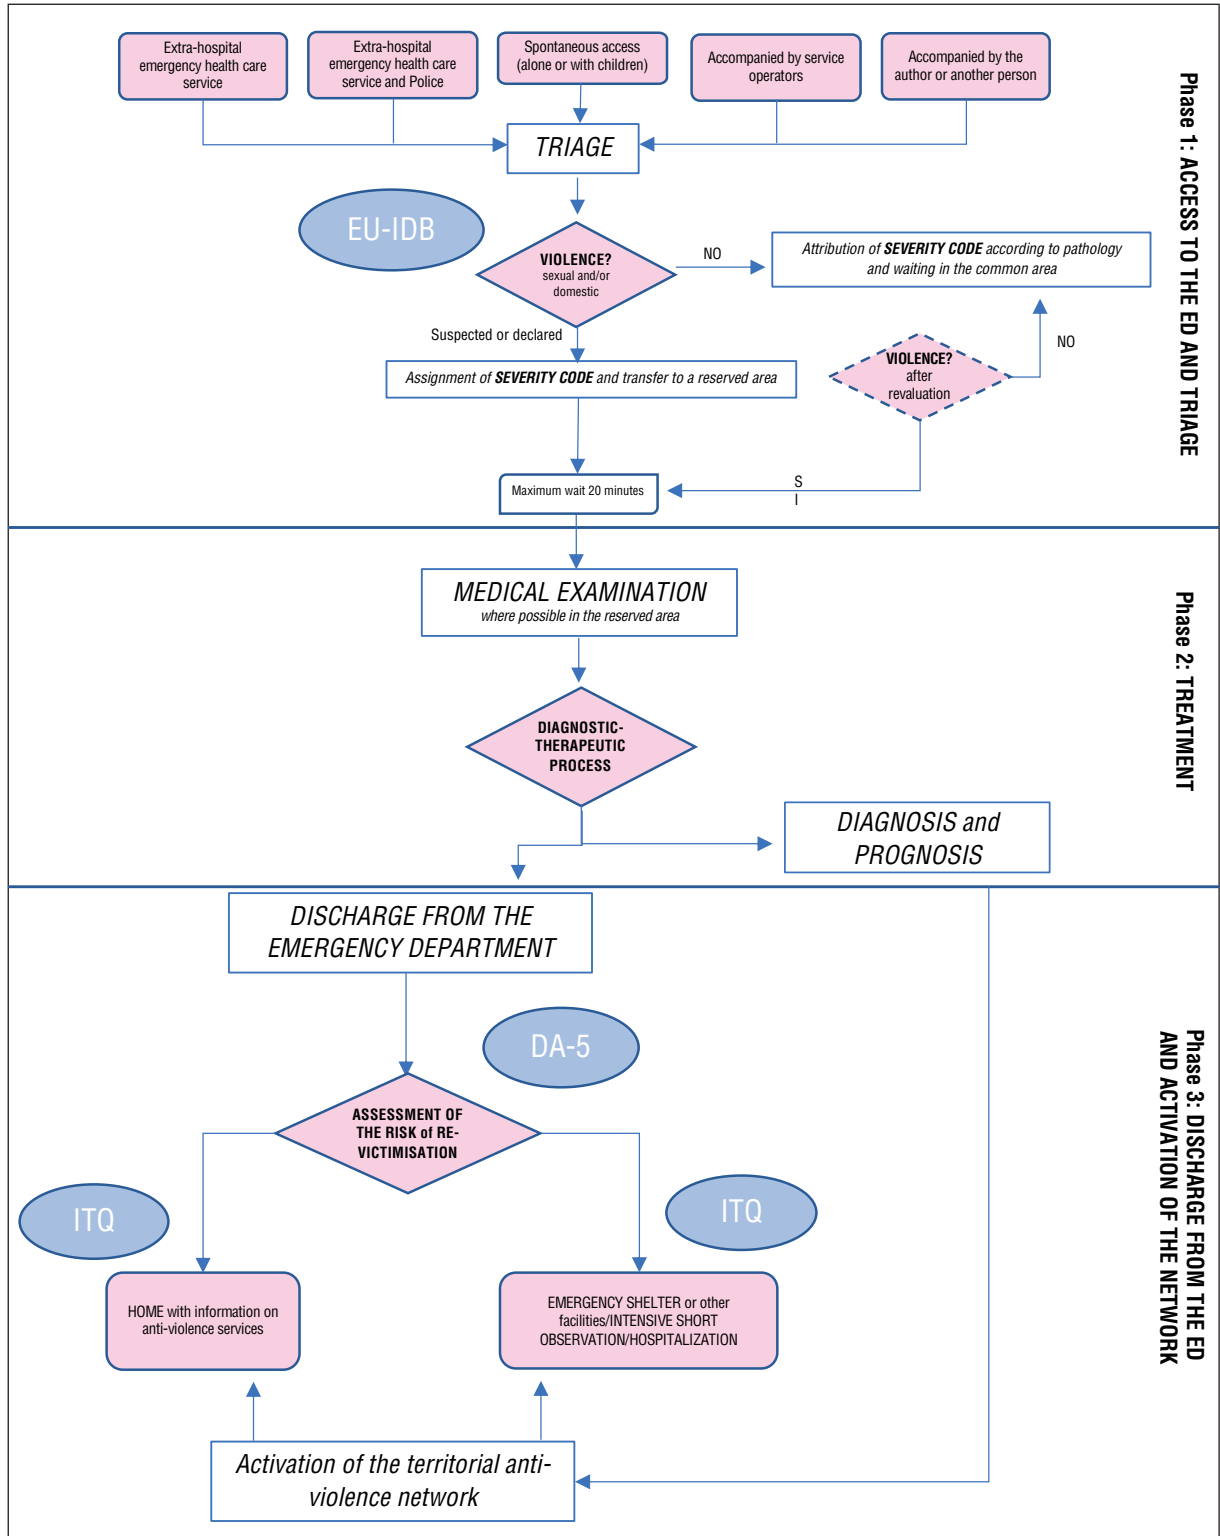 Extra-hospital
emergency health care
service
Extra-hospital
emergency health care
service and Police
Spontaneous access
(alone or with children)
Accompanied by service
operators
Accompanied by the
author or another person
TRIAGE
Phase 1: ACCESS TO THE ED AND TRIAGE
EU-IDB
VIOLENCE?
sexual and/or
domestic
NO
Attribution of SEVERITY CODE according to pathology
and waiting in the common area
Suspected or declared
NO
VIOLENCE?
after
revaluation
Assignment of SEVERITY CODE and transfer to a reserved area
Maximum wait 20 minutes
S
I
MEDICAL EXAMINATION
where possible in the reserved area
Phase 2: TREATMENT
DIAGNOSTIC-
THERAPEUTIC
PROCESS
DIAGNOSIS and
PROGNOSIS
DISCHARGE FROM THE
EMERGENCY DEPARTMENT
DA-5
Phase 3: DISCHARGE FROM THE ED
AND ACTIVATION OF THE NETWORK
ASSESSMENT OF
THE RISK of RE-
VICTIMISATION
ITQ
ITQ
HOME with information on
anti-violence services
EMERGENCY SHELTER or other
facilities/INTENSIVE SHORT
OBSERVATION/HOSPITALIZATION
Activation of the territorial anti-
violence network